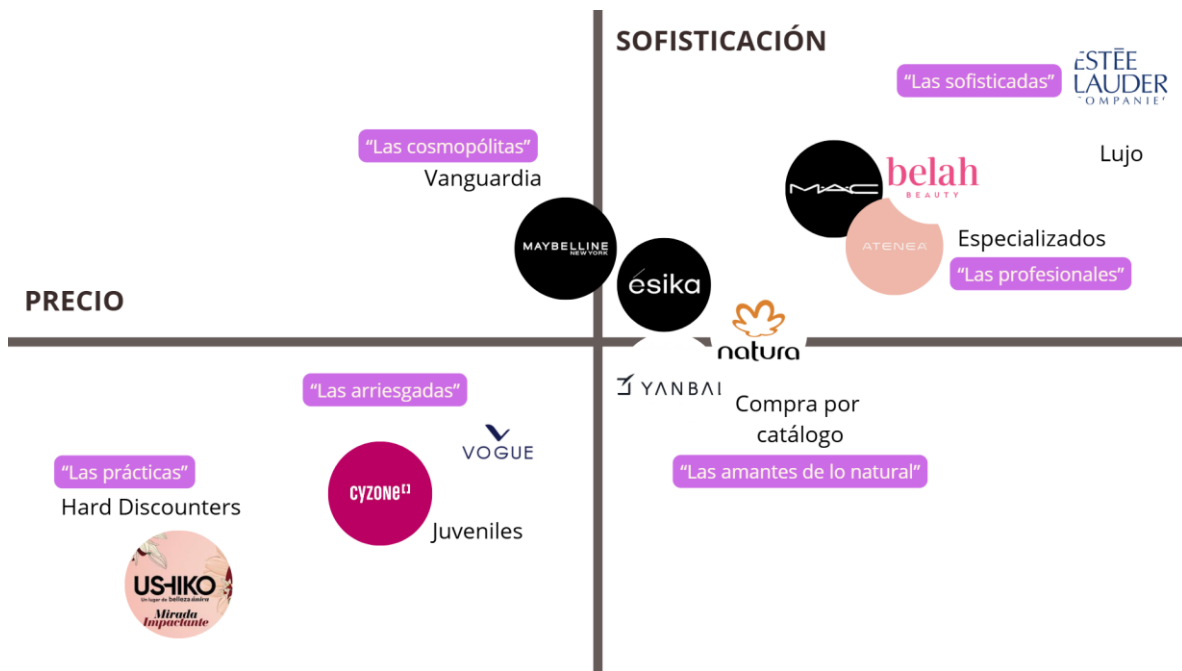 SOFISTICACIÓN
“Las sofisticadas”
ESTĒE
LAUDER
COMPANIES
“Las cosmopólitas”
Vanguardia
Lujo
MAC
belah
BEAUTY
MAYBELLINE
NEW YORK
ATENEA
Especializados
“Las profesionales”
ésika
PRECIO
natura
YANBAL
“Las arriesgadas”
Compra por
catálogo
VOGUE
“Las prácticas”
“Las amantes de lo natural”
Hard Discounters
cyzone
Juveniles
USHIKO
Un lugar de belleza única
Mirada
Impactante